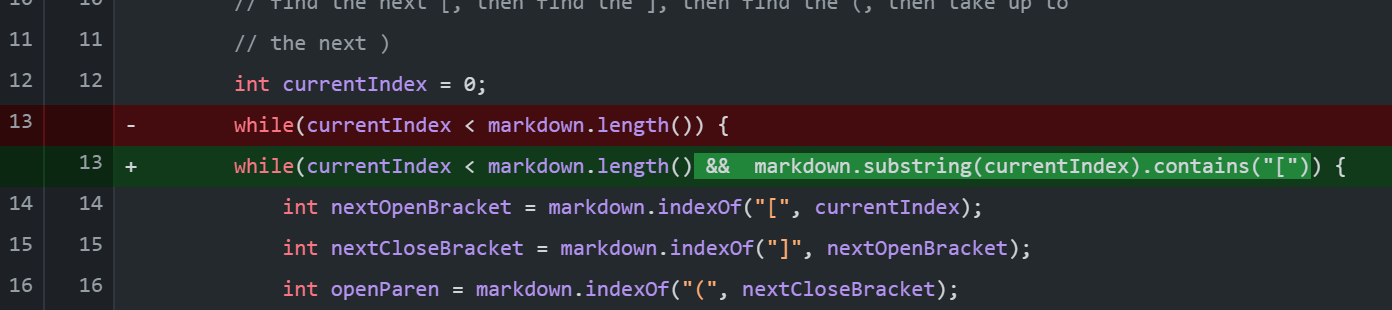 10 10 // find the next [, then find the ], then find the (, then take up to
11 11 // the next )
12 12 int currentIndex = 0;
13 - while(currentIndex < markdown.length()) {
13 + while(currentIndex < markdown.length() &&  markdown.substring(currentIndex).contains("[")) {
14 14 int nextOpenBracket = markdown.indexOf("[", currentIndex);
15 15 int nextCloseBracket = markdown.indexOf("]", nextOpenBracket);
16 16 int openParen = markdown.indexOf("(", nextCloseBracket);